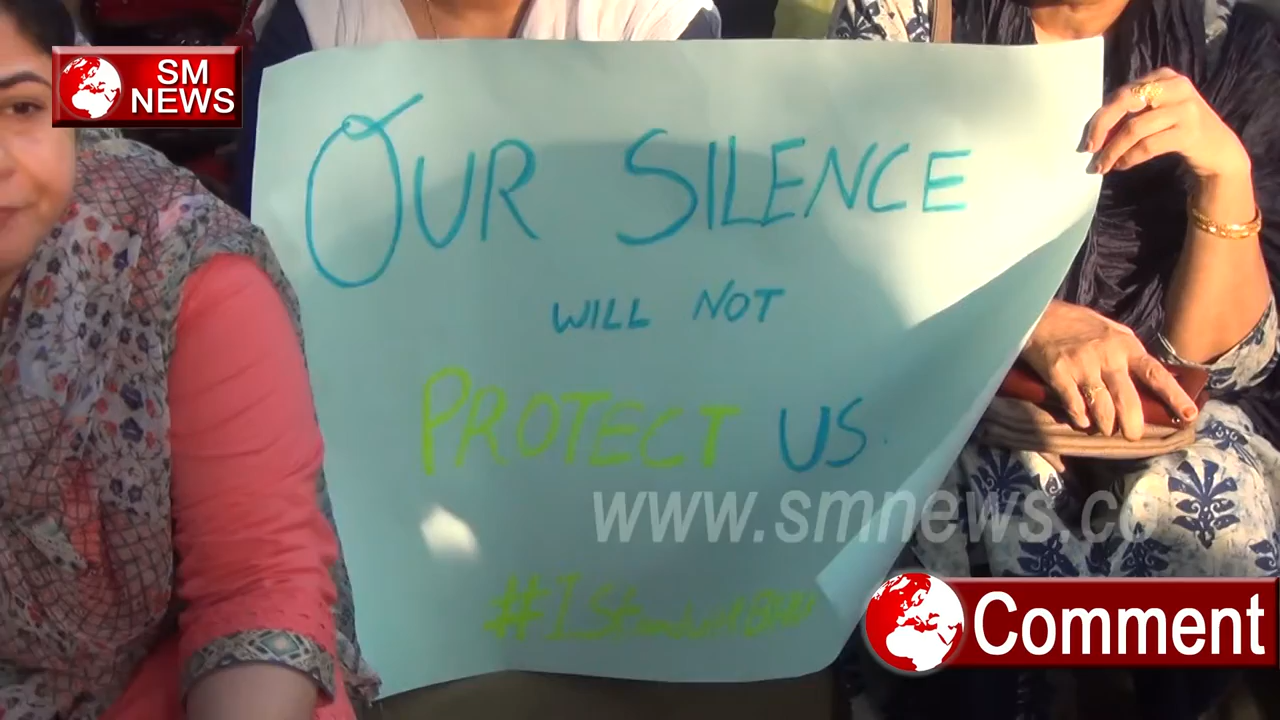 SM
NEWS
OUR SILENCE
WILL NOT
PROTECT US.
www.smnews.co
Comment